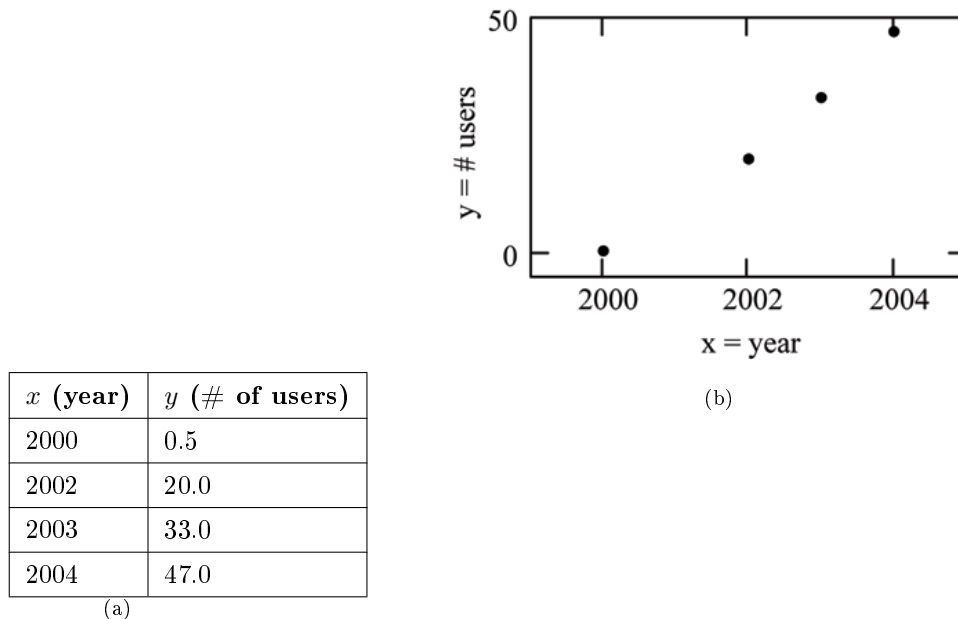 50
y = # users
0
2000 2002 2004
x = year
(b)
x (year) y (# of users)
2000 0.5
2002 20.0
2003 33.0
2004 47.0
(a)